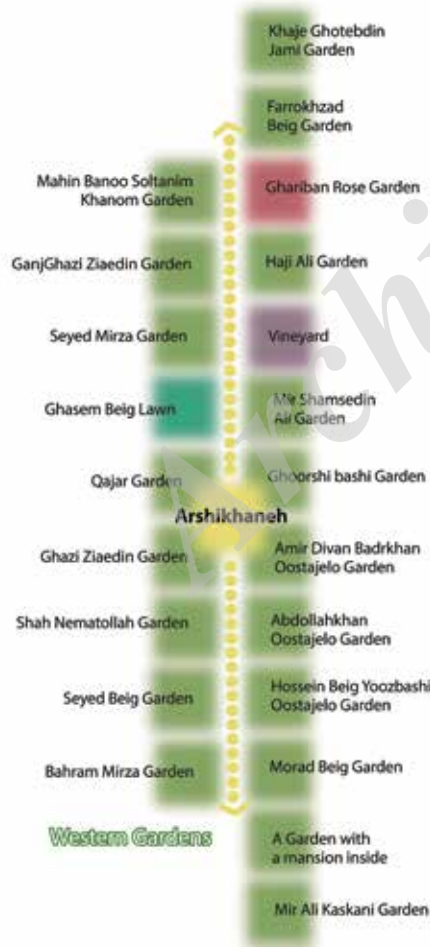 Khaje Ghotebdin
Jami Garden
Farrokhzad
Beig Garden
Mahin Banoo Soltanim
Khanom Garden
Ghariban Rose Garden
GanjGhazi Ziaedin Garden
Haji Ali Garden
Seyed Mirza Garden
Vineyard
Ghasem Beig Lawn
Mir Shamsedin
Ali Garden
Qajar Garden
Ghoorshi bashi Garden
Arshikhaneh
Ghazi Ziaedin Garden
Amir Divan Badrkhan
Oostajelo Garden
Shah Nematollah Garden
Abdollahkhan
Oostajelo Garden
Seyed Beig Garden
Hossein Beig Yoozbashi
Oostajelo Garden
Bahram Mirza Garden
Morad Beig Garden
Western Gardens
A Garden with
a mansion inside
Mir Ali Kaskani Garden
Archi